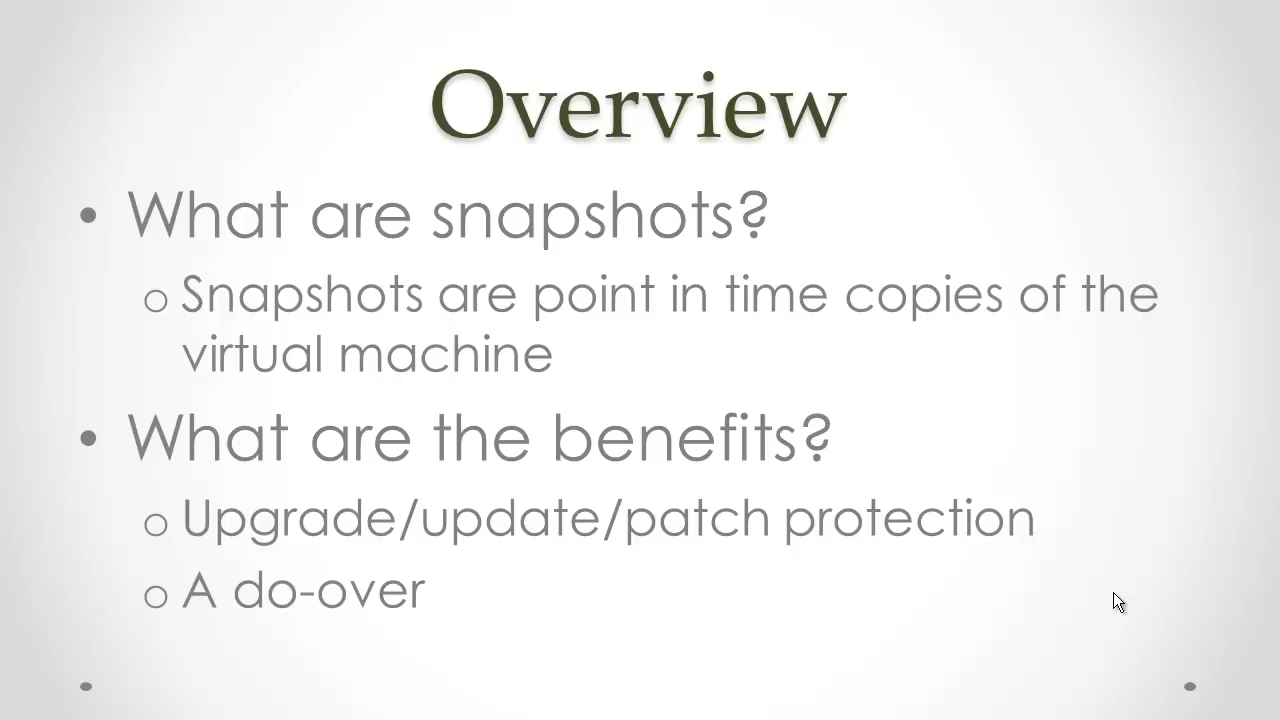 Overview
• What are snapshots?
o Snapshots are point in time copies of the
virtual machine
• What are the benefits?
o Upgrade/update/patch protection
o A do-over